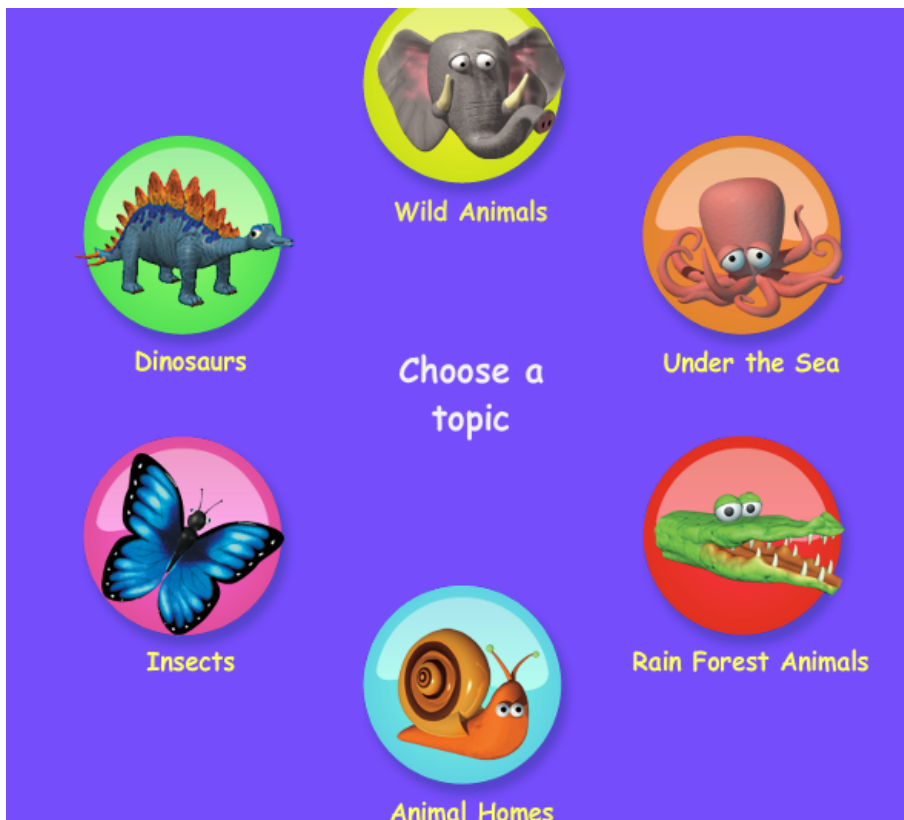 Wild Animals
Dinosaurs
Under the Sea
Choose a
topic
Insects
Rain Forest Animals
Animal Homes